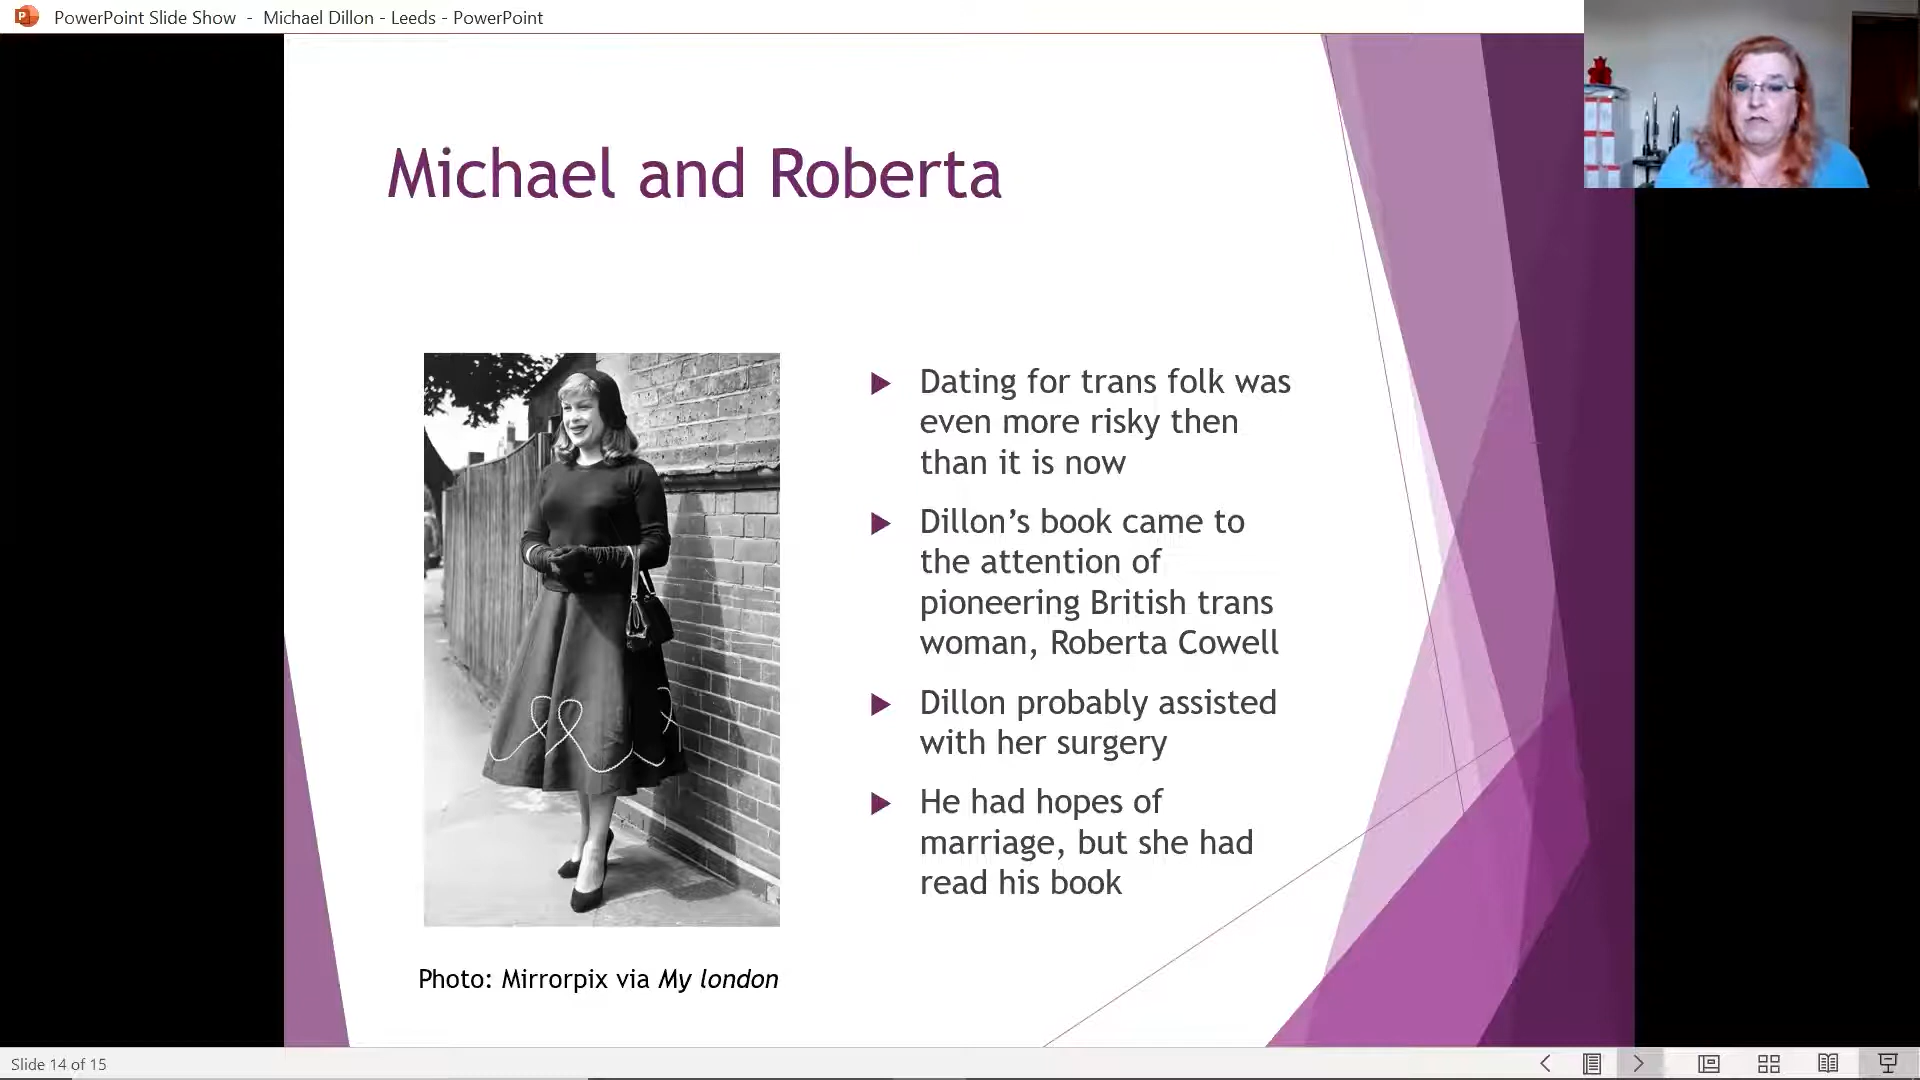 PowerPoint Slide Show - Michael Dillon - Leeds - PowerPoint
Michael and Roberta
Dating for trans folk was
even more risky then
than it is now
Dillon’s book came to
the attention of
pioneering British trans
woman, Roberta Cowell
Dillon probably assisted
with her surgery
He had hopes of
marriage, but she had
read his book
Photo: Mirrorpix via My london
Slide 14 of 15